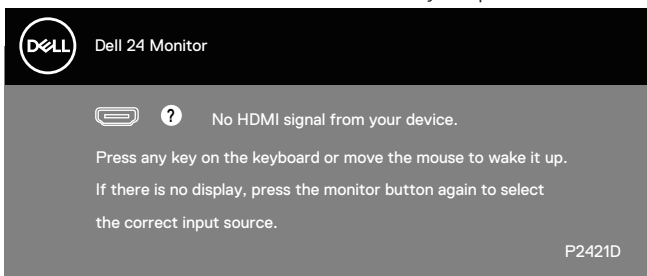 DELL Dell 24 Monitor
? No HDMI signal from your device.
Press any key on the keyboard or move the mouse to wake it up.
If there is no display, press the monitor button again to select
the correct input source.
P2421D